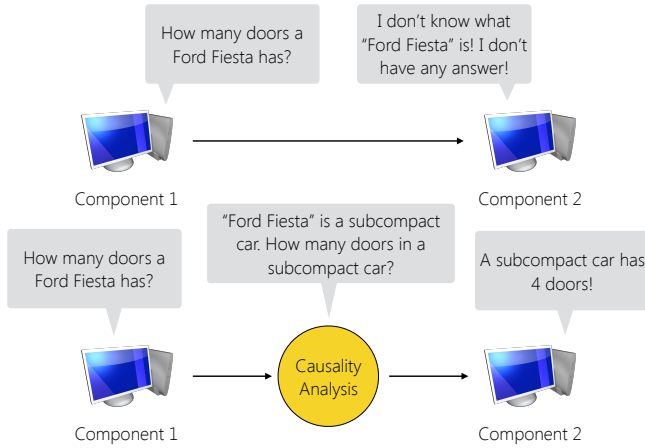 How many doors a
Ford Fiesta has?
I don't know what
"Ford Fiesta" is! I don't
have any answer!
Component 1
Component 2
"Ford Fiesta" is a subcompact
car. How many doors in a
subcompact car?
How many doors a
Ford Fiesta has?
A subcompact car has
4 doors!
Causality
Analysis
Component 1
Component 2